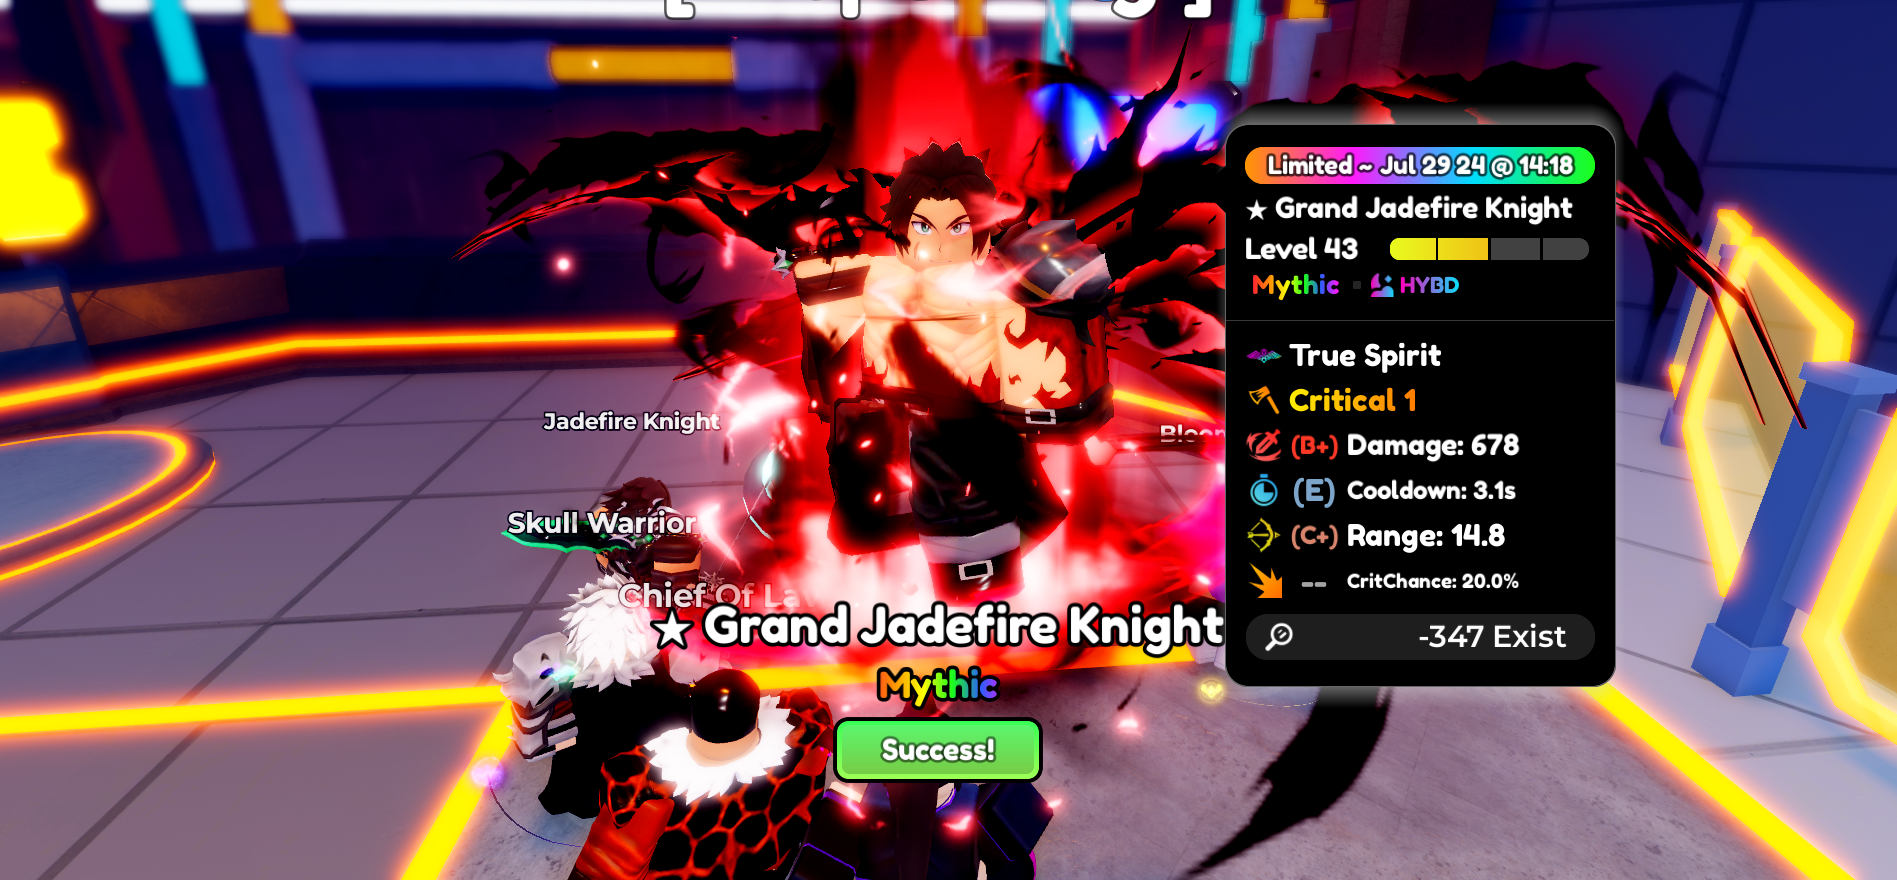 Limited ~ Jul 29 24 @ 14:18
★ Grand Jadefire Knight
Level 43
Mythic HYBD
True Spirit
Critical 1
(B+) Damage: 678
(E) Cooldown: 3.1s
(C+) Range: 14.8
-- CritChance: 20.0%
-347 Exist
Jadefire Knight
Skull Warrior
Chief Of
★ Grand Jadefire Knight
Mythic
Success!